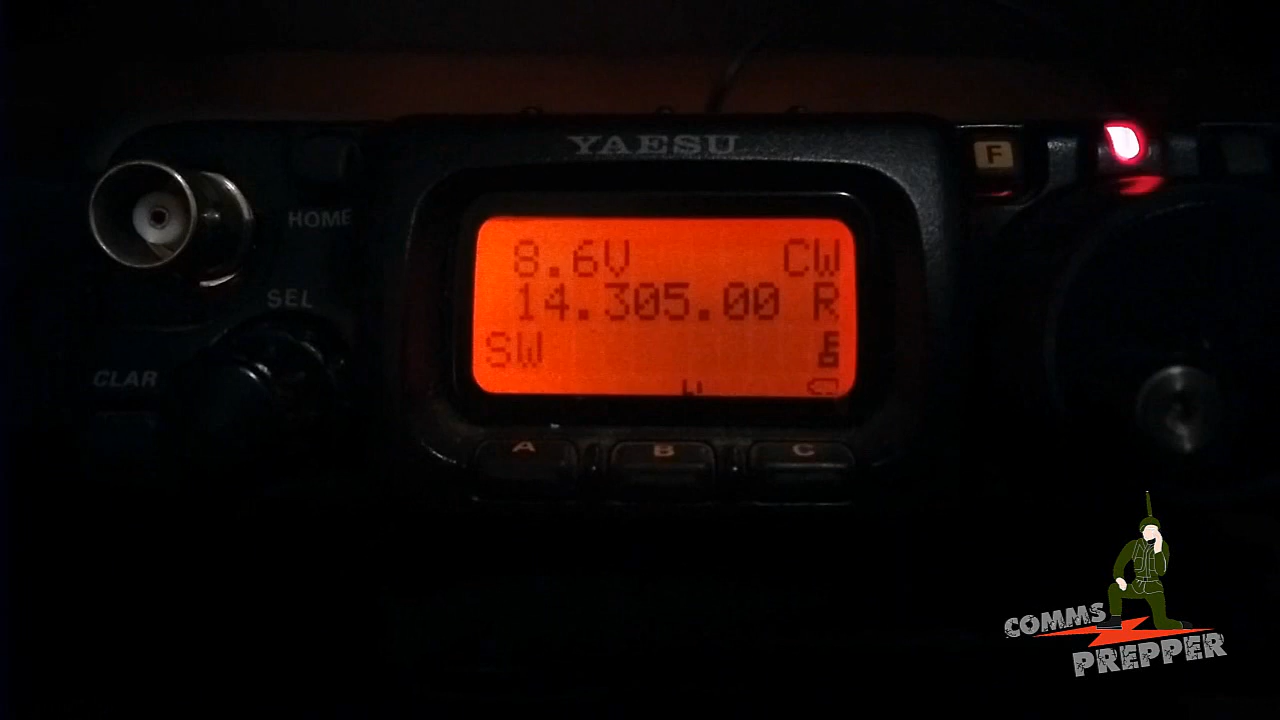 YAESU
F
HOME
8.6V CW
14.305.00 R
SW
SEL
CLAR
A B C
COMMS
PREPPER